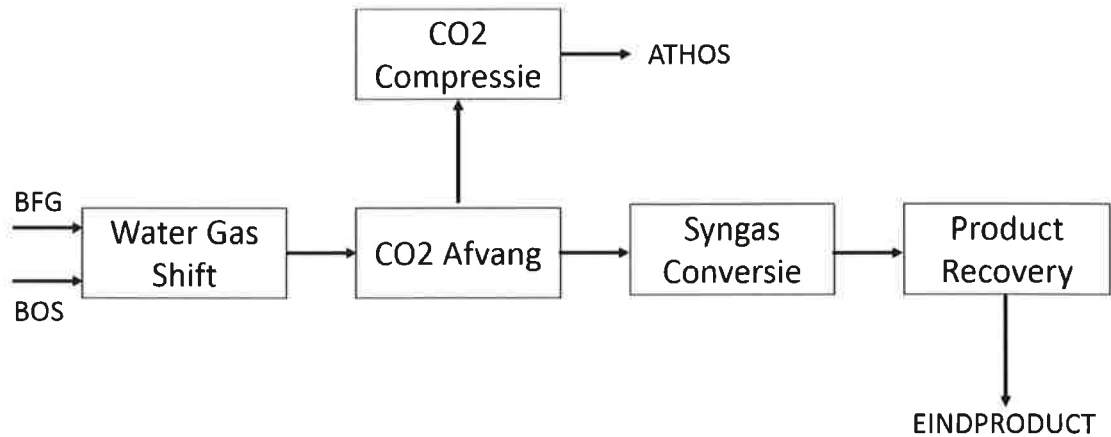 CO2
Compressie
ATHOS
BFG
BOS
Water Gas
Shift
CO2 Afvang
Syngas
Conversie
Product
Recovery
EINDPRODUCT